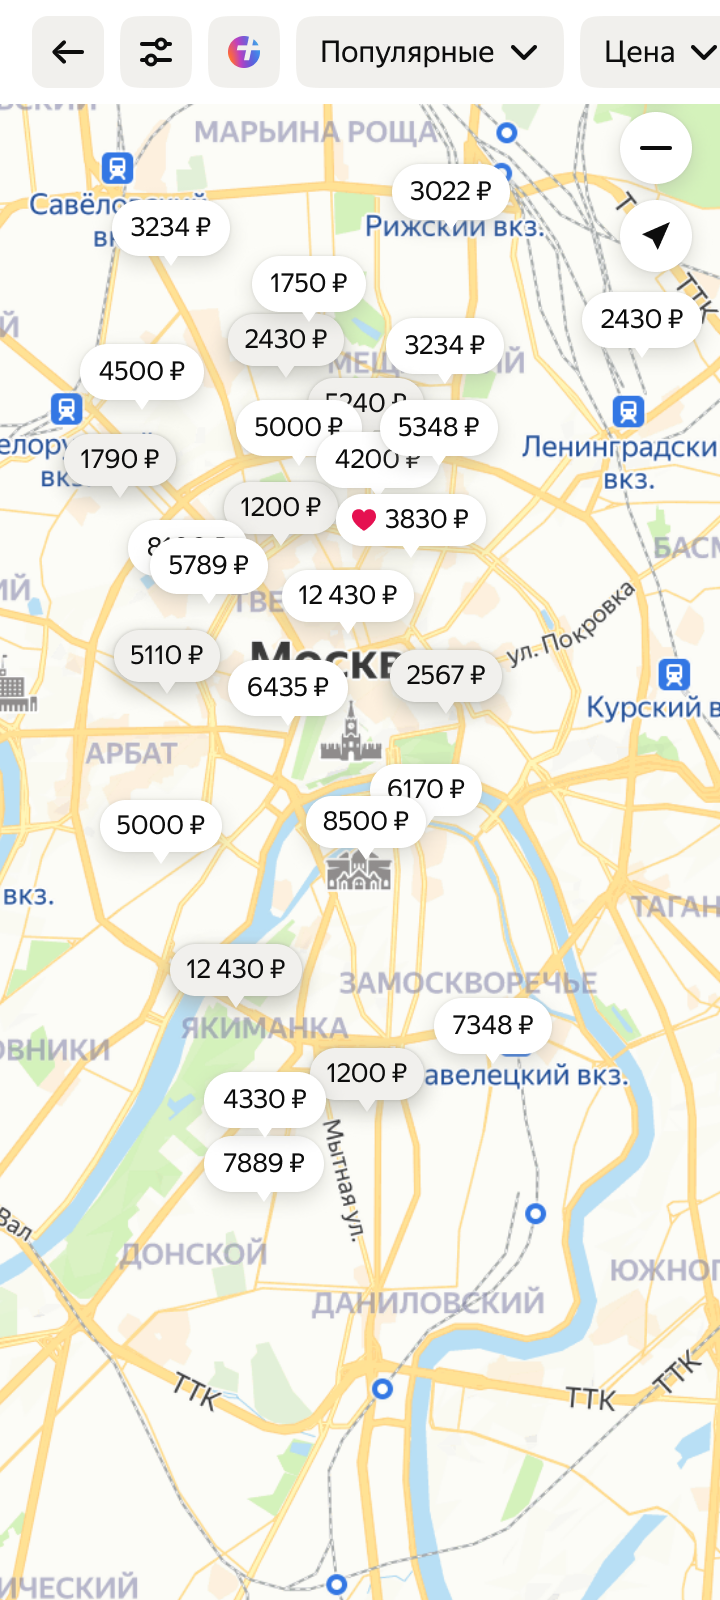 Популярные
Цена
МАРЬИНА РОЩА
3022 ₽
Савёловский
3234 ₽
Рижский вкз.
1750 ₽
2430 ₽
2430 ₽
ТТК
3234 ₽
4500 ₽
5240 ₽
5000 ₽
5348 ₽
1790 ₽
4200 ₽
Ленинградски
вкз.
1200 ₽
3830 ₽
5789 ₽
БАСМ
12 430 ₽
ул. Покровка
5110 ₽
Москв
2567 ₽
6435 ₽
Курский в
АРБАТ
6170 ₽
8500 ₽
5000 ₽
вкз.
ТАГАН
12 430 ₽
ЗАМОСКВОРЕЧЬЕ
7348 ₽
ЯКИМАНКА
ОВНИКИ
1200 ₽
авелецкий вкз.
4330 ₽
Мытная ул.
7889 ₽
Вал
ДОНСКОЙ
ЮЖНОП
ДАНИЛОВСКИЙ
ТТК
ТТК
ТТК
ИЧЕСКИЙ